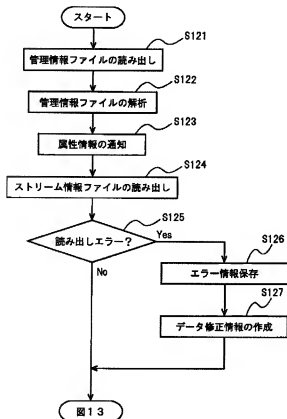 スタート
S121
管理情報ファイルの読み出し
S122
管理情報ファイルの解析
S123
属性情報の通知
S124
ストリーム情報ファイルの読み出し
S125
読み出しエラー?
Yes
No
S126
エラー情報保存
S127
データ修正情報の作成
図13